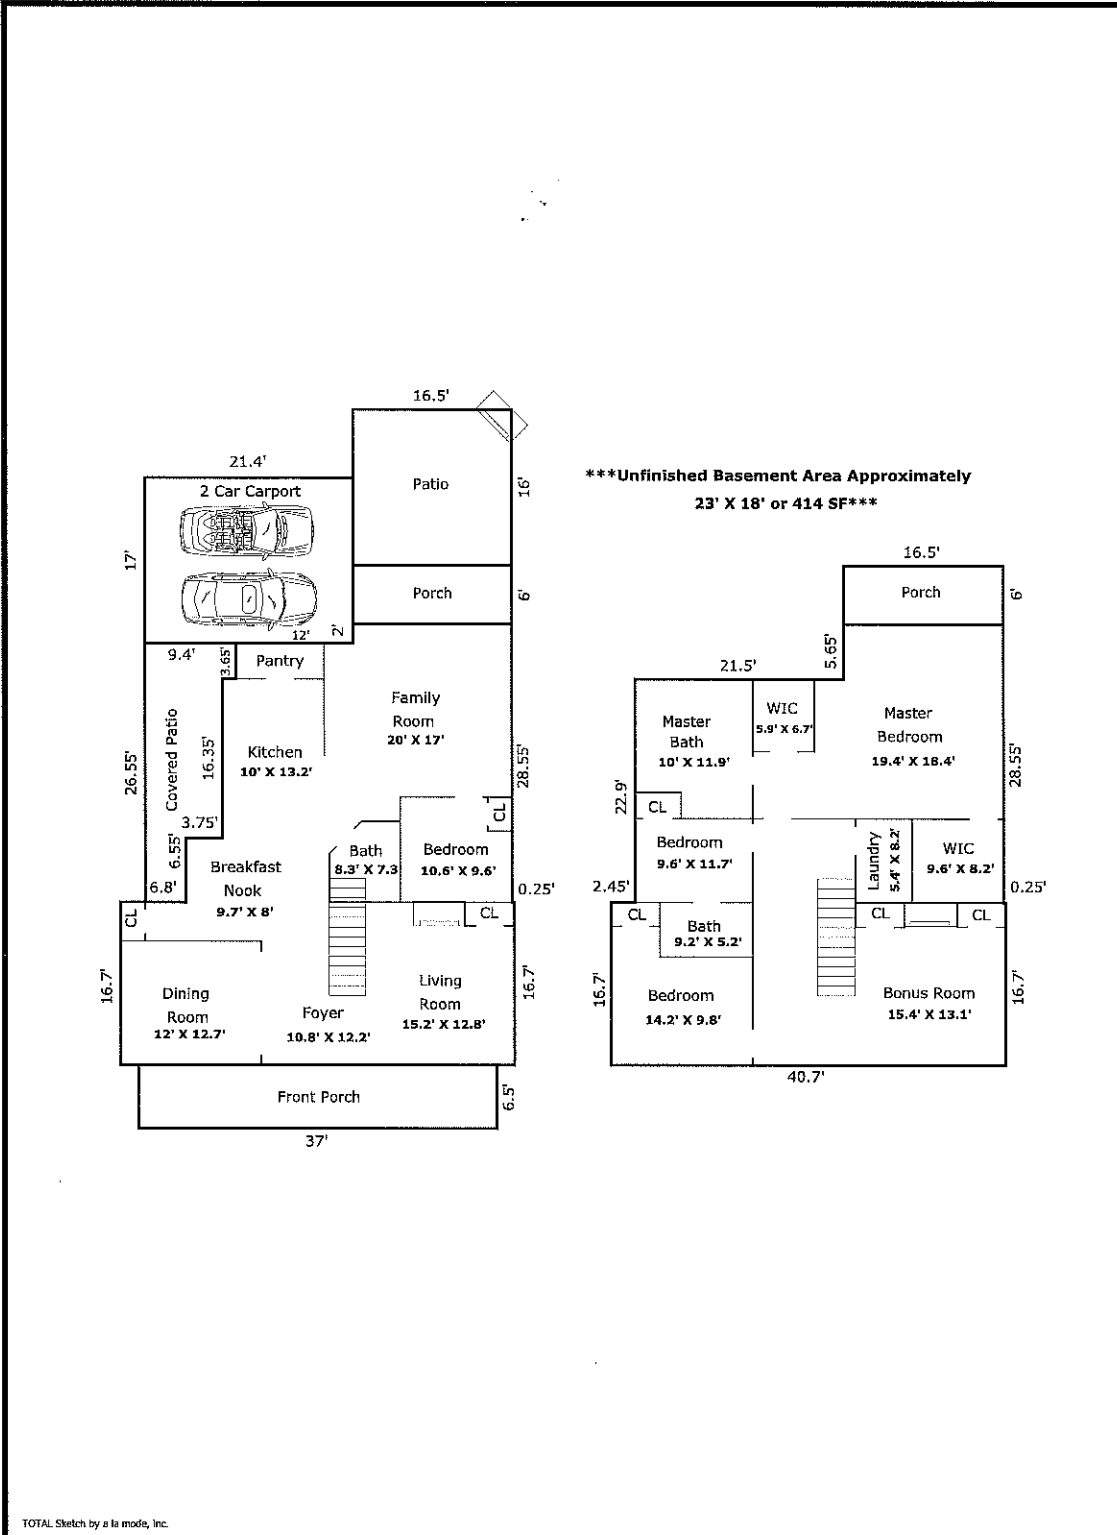 16.5'
21.4'
2 Car Carport
Patio
16'
17'
Porch
6'
12'
2'
9.4'
3.65'
Pantry
Family
Room
20' X 17'
Covered Patio
16.35'
Kitchen
10' X 13.2'
26.55'
28.55'
3.75'
CL
6.55'
Bath
8.3' X 7.3
Bedroom
10.6' X 9.6'
Breakfast
Nook
9.7' X 8'
6.8'
0.25'
CL
CL
16.7'
Dining
Room
12' X 12.7'
Foyer
10.8' X 12.2'
Living
Room
15.2' X 12.8'
16.7'
Front Porch
6.5'
37'
***Unfinished Basement Area Approximately
23' X 18' or 414 SF***
16.5'
Porch
6'
5.65'
21.5'
WIC
5.9' X 6.7'
Master
Bath
10' X 11.9'
Master
Bedroom
19.4' X 18.4'
28.55'
22.9'
CL
Bedroom
9.6' X 11.7'
Laundry
5.4' X 8.2'
WIC
9.6' X 8.2'
2.45'
0.25'
CL
Bath
9.2' X 5.2'
CL
CL
16.7'
Bedroom
14.2' X 9.8'
Bonus Room
15.4' X 13.1'
16.7'
40.7'
TOTAL Sketch by a la mode, inc.